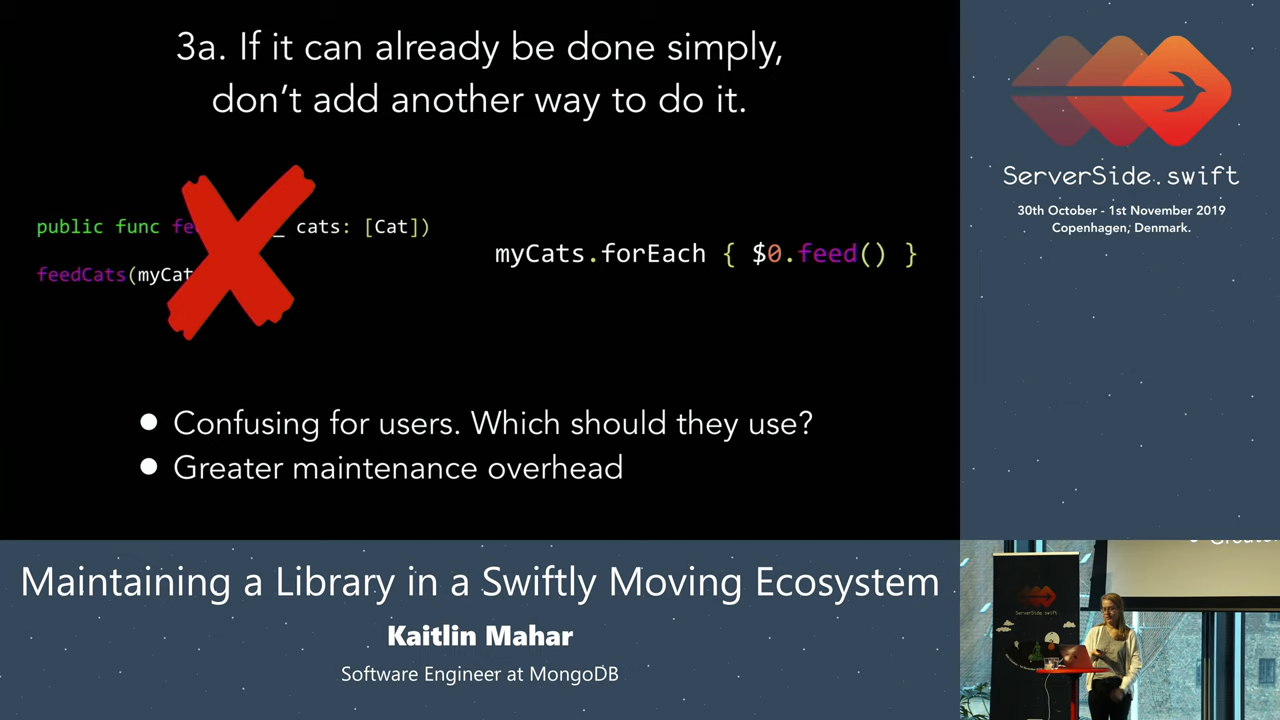 3a. If it can already be done simply,
don't add another way to do it.
public func _ cats: [Cat])
feedCats(myCat
myCats.forEach { $0.feed() }
● Confusing for users. Which should they use?
● Greater maintenance overhead
ServerSide.swift
30th October - 1st November 2019
Copenhagen, Denmark.
Maintaining a Library in a Swiftly Moving Ecosystem
Kaitlin Mahar
Software Engineer at MongoDB
ServerSide.swift